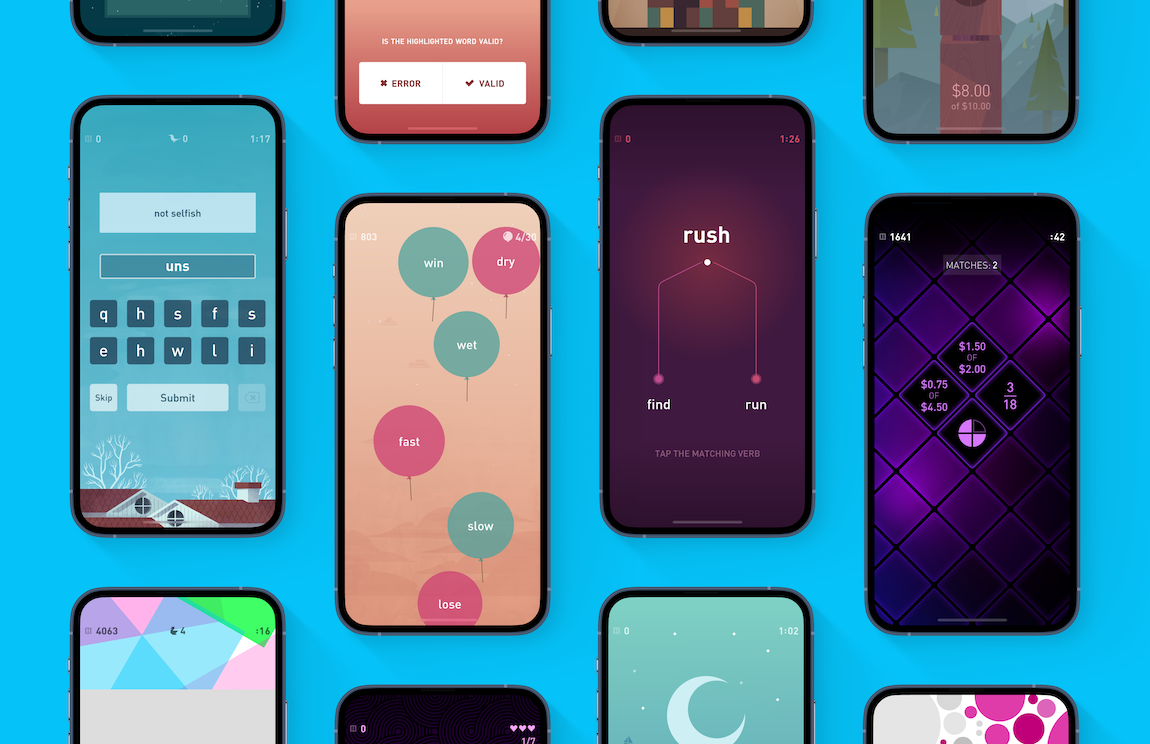 IS THE HIGHLIGHTED WORD VALID?
✖ ERROR
✔ VALID
$8.00
of $10.00
0
0
1:17
not selfish
uns
q h s f s
e h w l i
Skip
Submit
803
4/30
win
dry
wet
fast
slow
lose
0
1:26
rush
find
run
TAP THE MATCHING VERB
1641
:42
MATCHES: 2
$1.50
OF
$2.00
$0.75
OF
$4.50
3
18
4063
4
:16
0
1/7
0
1:02